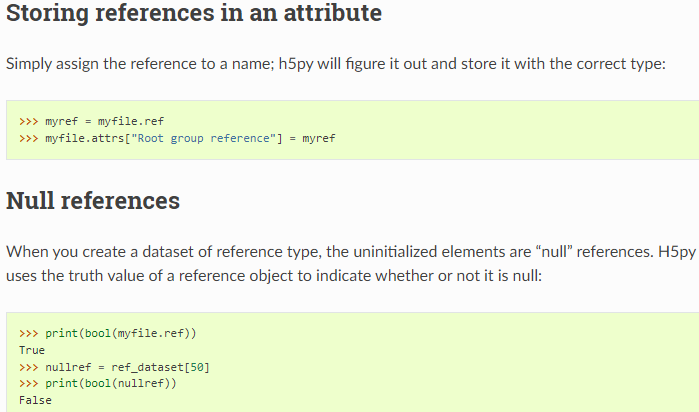 Storing references in an attribute
Simply assign the reference to a name; h5py will figure it out and store it with the correct type:
>>> myref = myfile.ref
>>> myfile.attrs["Root group reference"] = myref
Null references
When you create a dataset of reference type, the uninitialized elements are “null” references. H5py
uses the truth value of a reference object to indicate whether or not it is null:
>>> print(bool(myfile.ref))
True
>>> nullref = ref_dataset[50]
>>> print(bool(nullref))
False